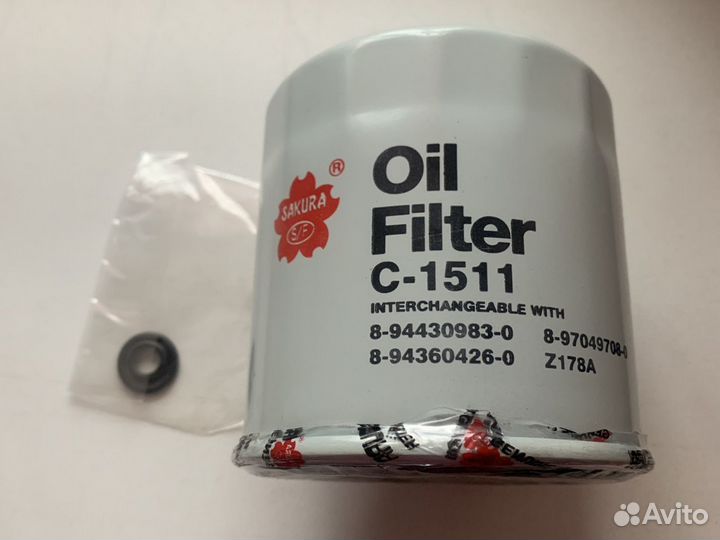 SAKURA
®
S/F
Oil
Filter
C-1511
INTERCHANGEABLE WITH
8-94430983-0 8-97049708-0
8-94360426-0 Z178A
Avito